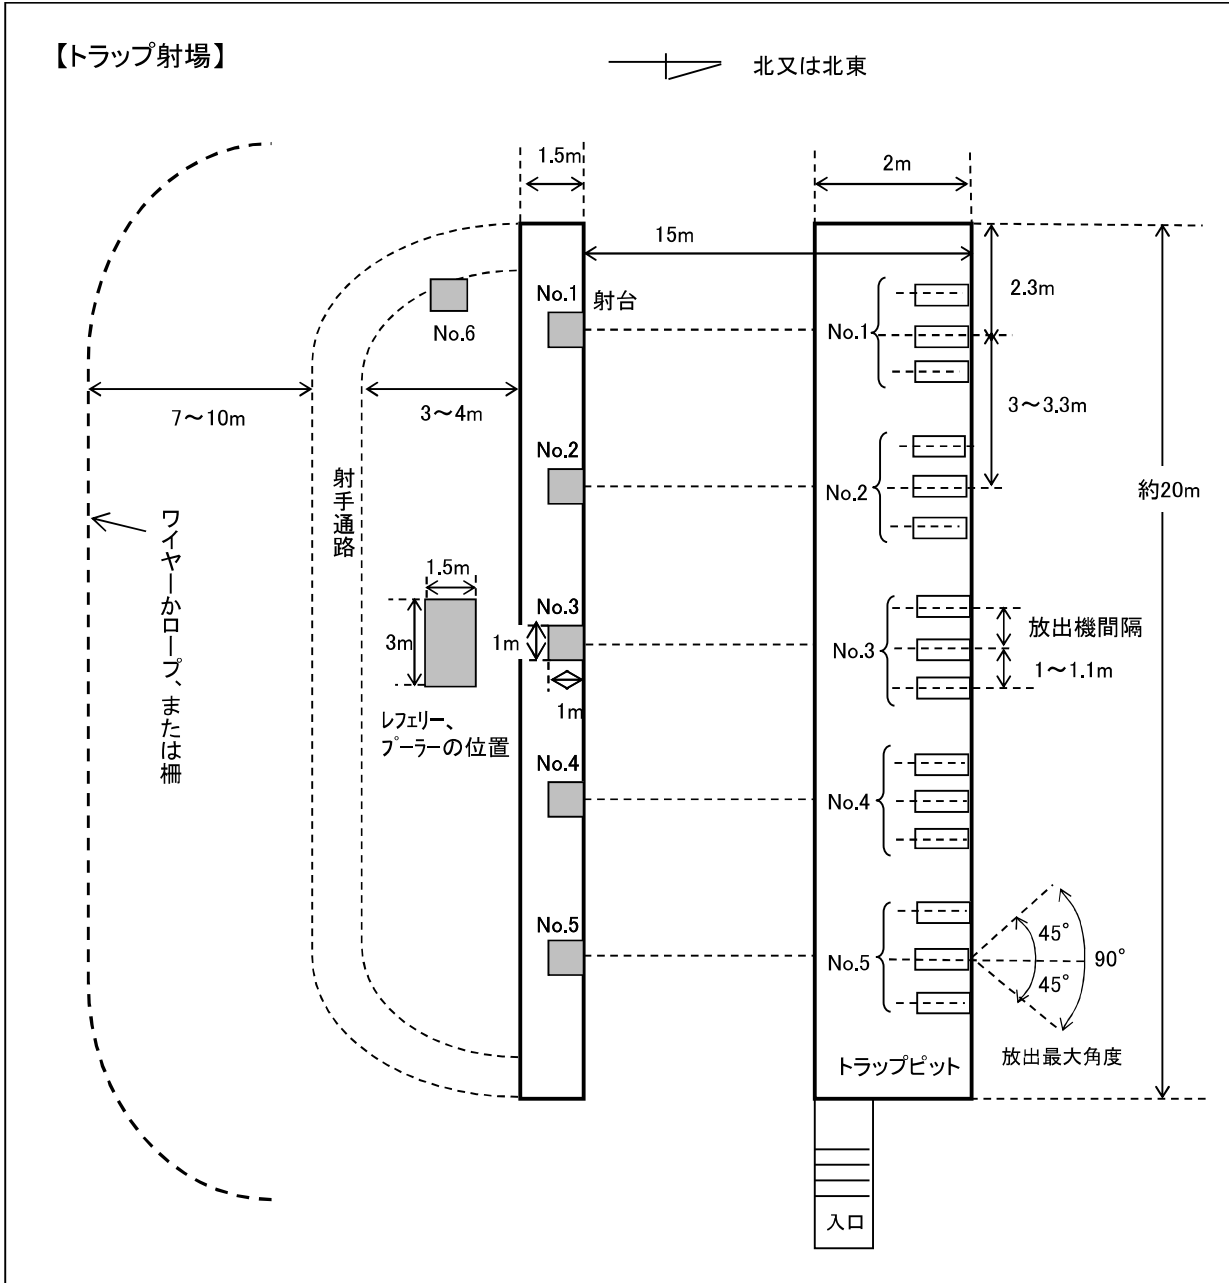 【トラップ射場】
北又は北東
1.5m
2m
15m
2.3m
No.1
射台
No.6
No.1
7～10m
3～4m
3～3.3m
No.2
No.2
約20m
射手通路
ワイヤーかロープ、または柵
1.5m
3m
No.3
1m
1m
No.3
放出機間隔
1～1.1m
レフェリー、
プーラーの位置
No.4
No.4
No.5
No.5
45°
45°
90°
放出最大角度
トラップピット
入口